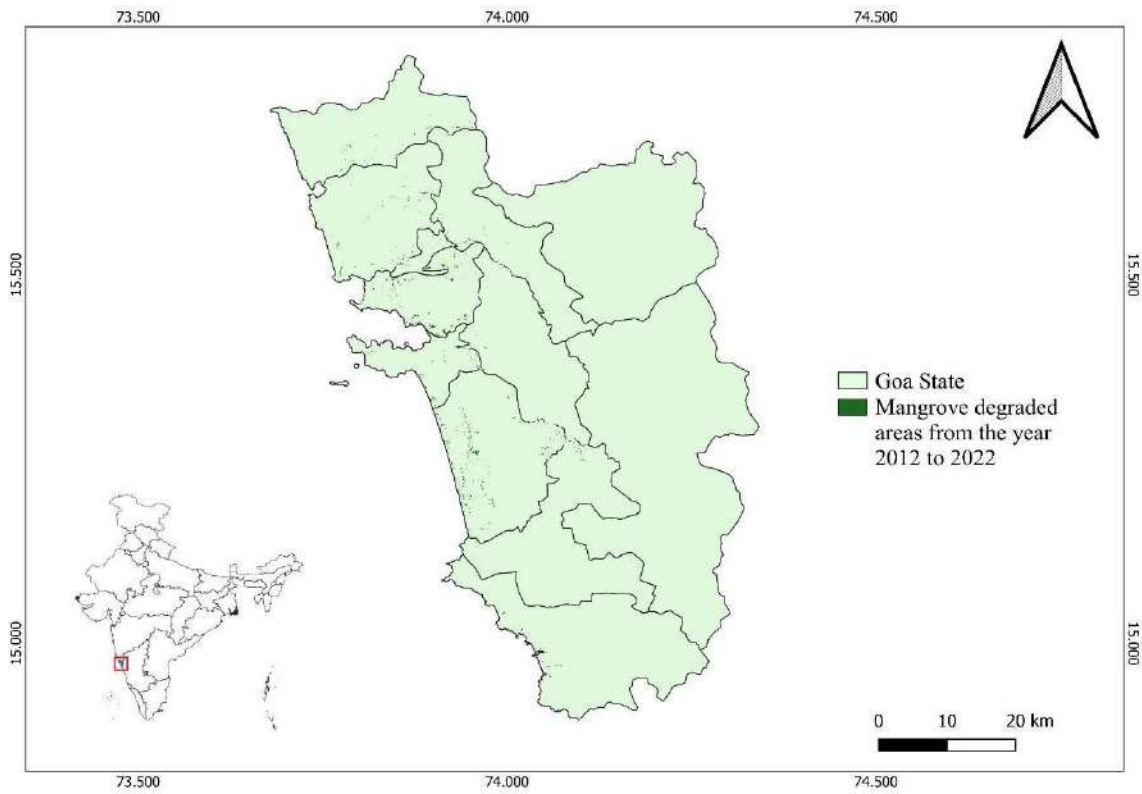 73.500 74.000 74.500
15.500 15.500
Goa State
Mangrove degraded
areas from the year
2012 to 2022
15.000 15.000
0 10 20 km
73.500 74.000 74.500